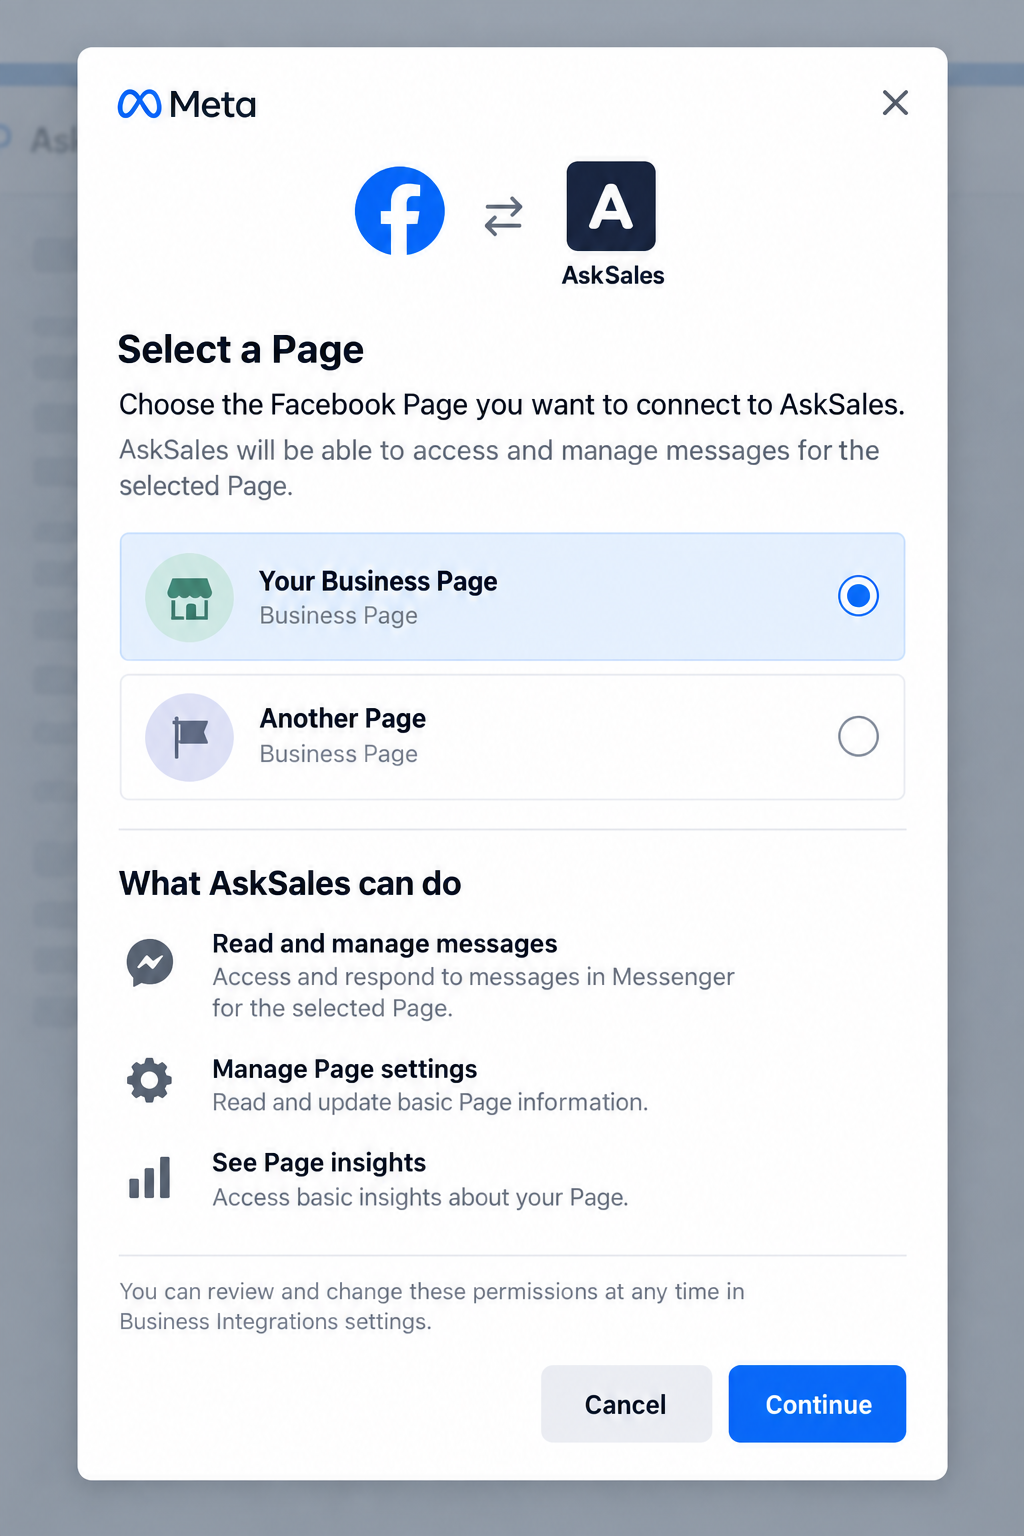 Meta
Ask
A
AskSales
Select a Page
Choose the Facebook Page you want to connect to AskSales.
AskSales will be able to access and manage messages for the
selected Page.
Your Business Page
Business Page
Another Page
Business Page
What AskSales can do
Read and manage messages
Access and respond to messages in Messenger
for the selected Page.
Manage Page settings
Read and update basic Page information.
See Page insights
Access basic insights about your Page.
You can review and change these permissions at any time in
Business Integrations settings.
Cancel
Continue